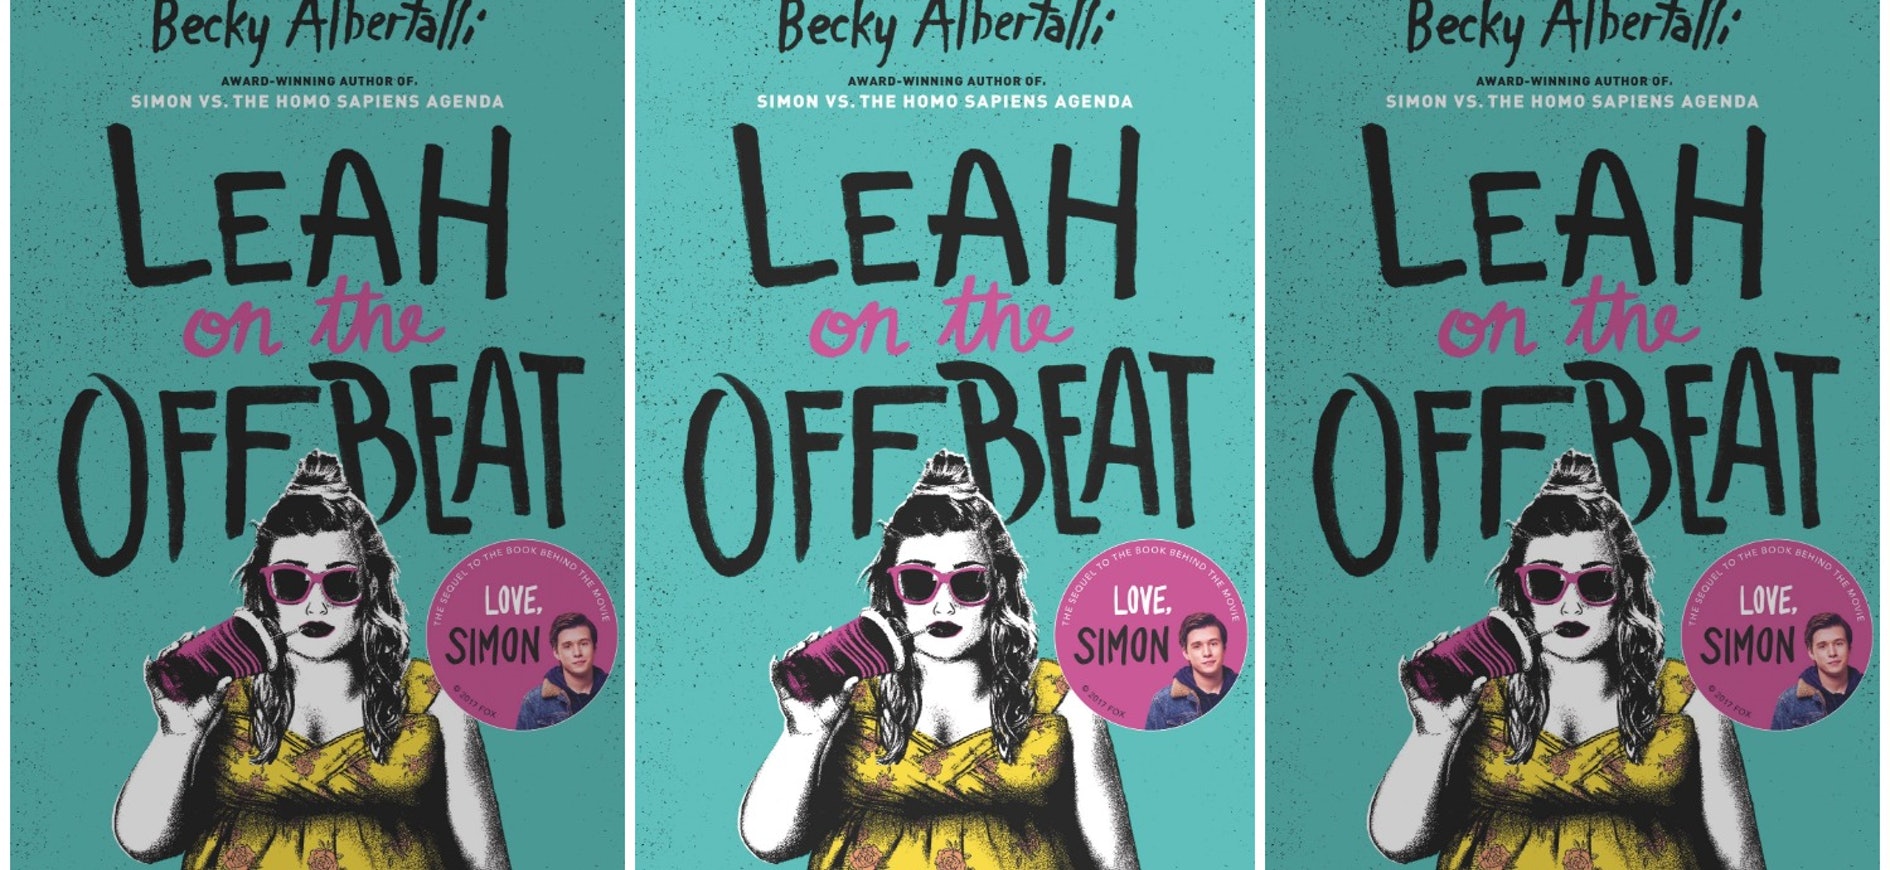 Becky Albertalli
AWARD-WINNING AUTHOR OF
SIMON VS. THE HOMO SAPIENS AGENDA
LEAH
on the
OFFBEAT
THE SEQUEL TO THE BOOK BEHIND THE MOVIE
LOVE,
SIMON
© 2017 FOX
Becky Albertalli
AWARD-WINNING AUTHOR OF
SIMON VS. THE HOMO SAPIENS AGENDA
LEAH
on the
OFFBEAT
THE SEQUEL TO THE BOOK BEHIND THE MOVIE
LOVE,
SIMON
© 2017 FOX
Becky Albertalli
AWARD-WINNING AUTHOR OF
SIMON VS. THE HOMO SAPIENS AGENDA
LEAH
on the
OFFBEAT
THE SEQUEL TO THE BOOK BEHIND THE MOVIE
LOVE,
SIMON
© 2017 FOX